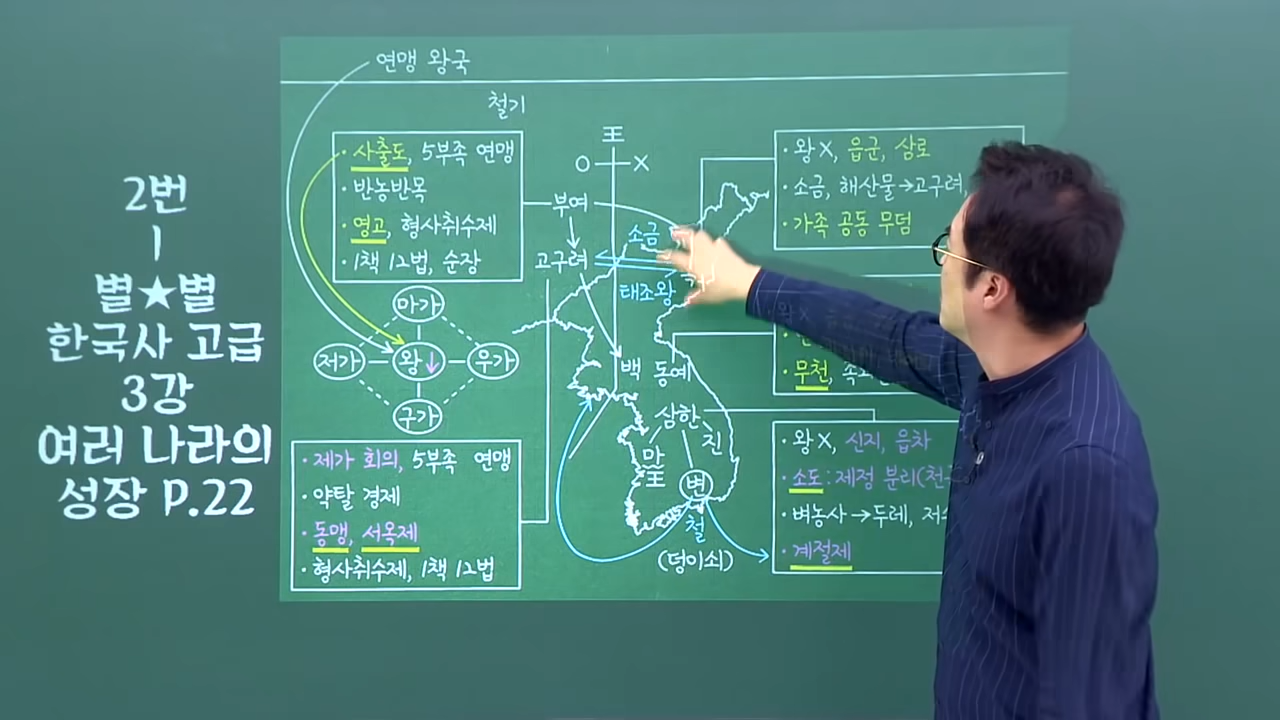 2번
|
별★별
한국사 고급
3강
여러 나라의
성장 P.22
연맹 왕국
철기
· 사출도, 5부족 연맹
· 반농반목
· 영고, 형사취수제
· 1책 12법, 순장
마가
저가
왕↓
우가
구가
· 제가 회의, 5부족 연맹
· 약탈 경제
· 동맹, 서옥제
· 형사취수제, 1책 12법
王
O
X
부여
고구려
소금
태조왕
백
동예
삼한
마
王
진
변
철
(덩이쇠)
· 왕X, 읍군, 삼로
· 소금, 해산물→고구려,
· 가족 공동 무덤
왕X
· 무천,
· 왕X, 신지, 읍차
· 소도: 제정 분리(천
· 벼농사→두레,
· 계절제